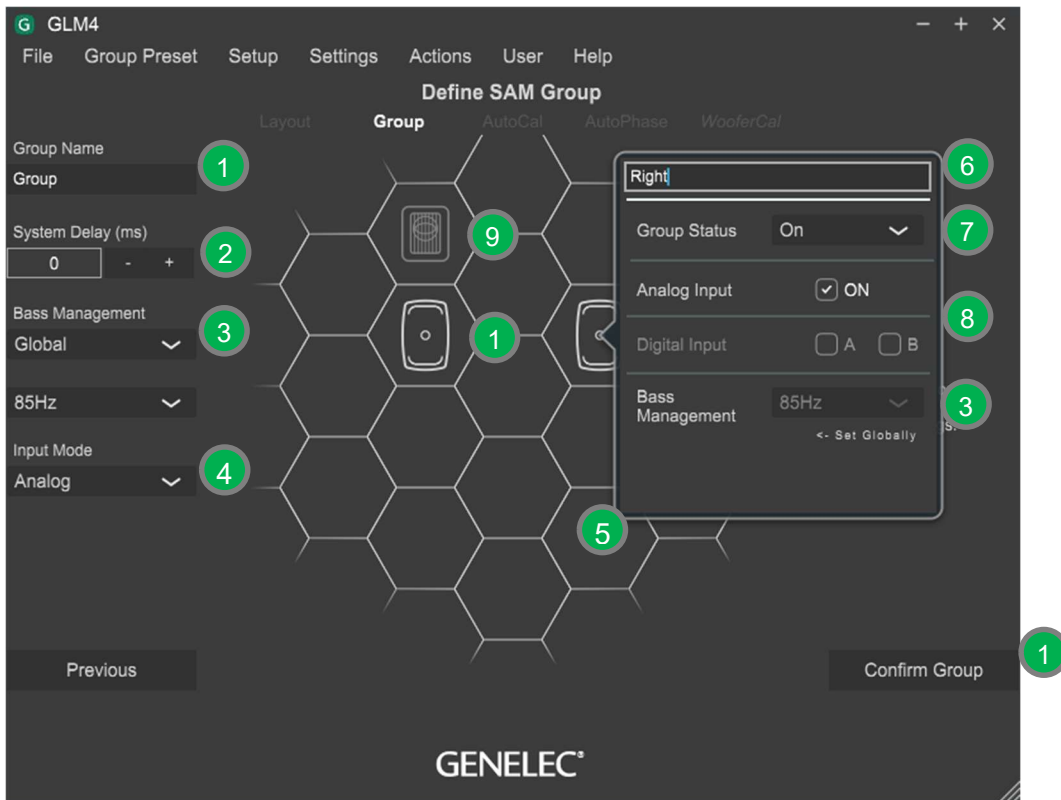 G GLM4
File Group Preset Setup Settings Actions User Help
Define SAM Group
Layout Group AutoCal AutoPhase WooferCal
Group Name
1
Group
System Delay (ms)
2
0 - +
Bass Management
3
Global
85Hz
Input Mode
4
Analog
9
1
Right
6
Group Status On
7
Analog Input ON
8
Digital Input A B
Bass
Management
85Hz
3
<- Set Globally
s.
5
1
Previous
Confirm Group
GENELEC®